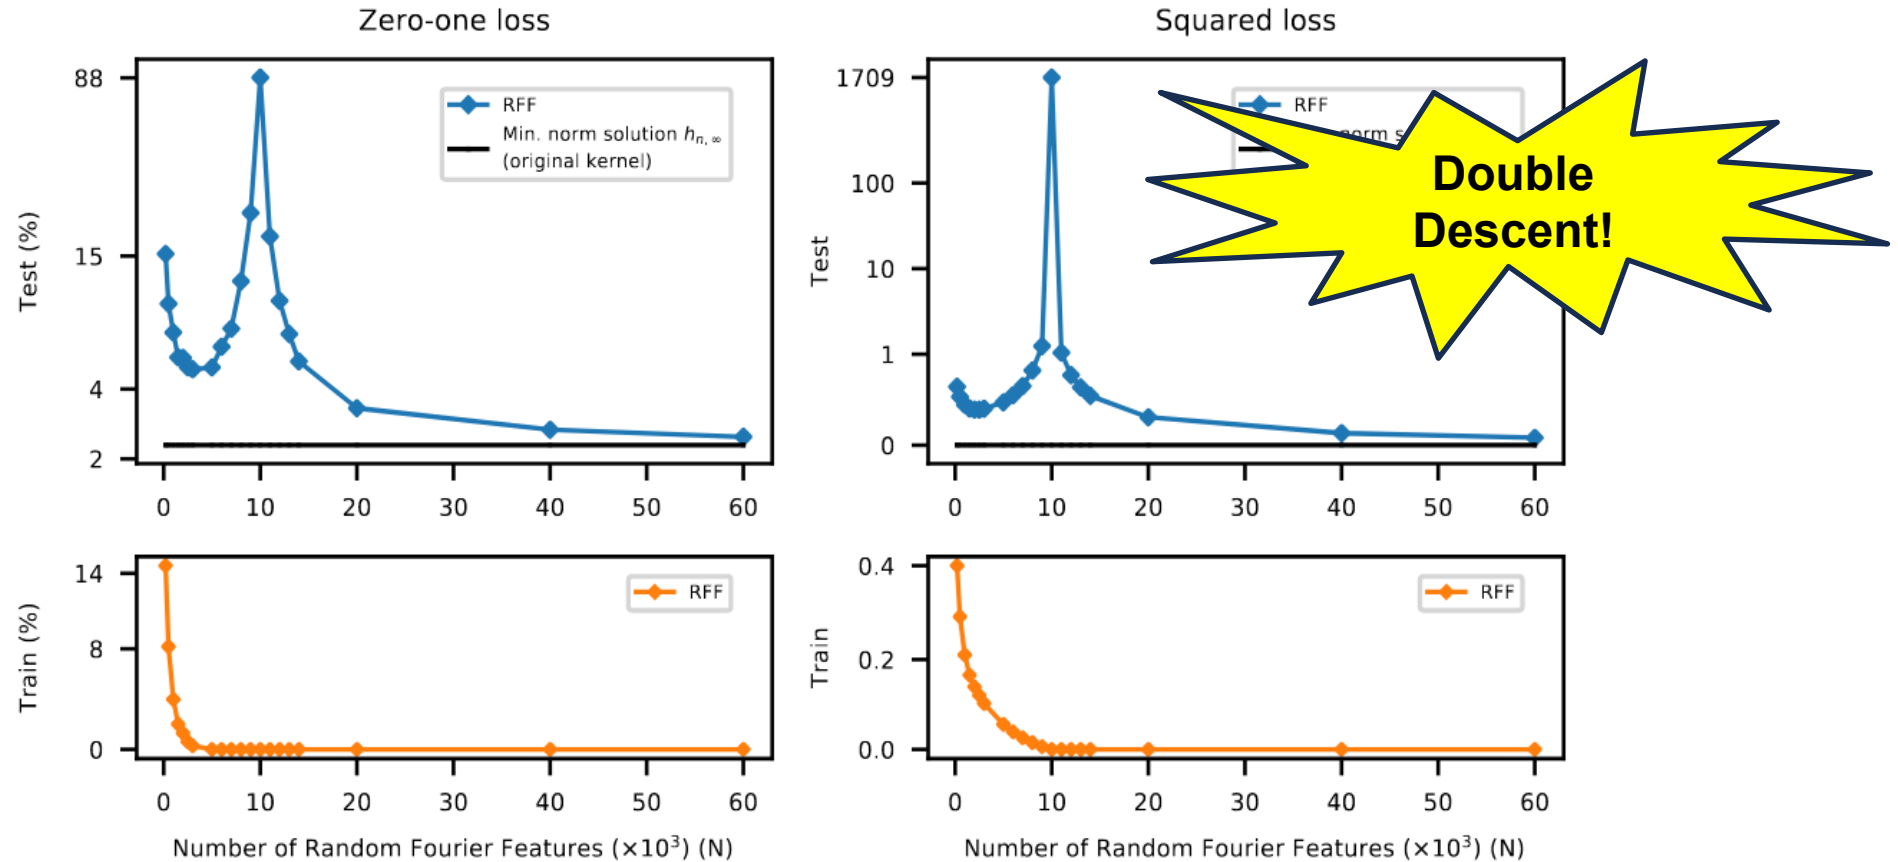 Zero-one loss
Squared loss
88
15
4
2
Test (%)
RFF
Min. norm solution h_{n,∞}
(original kernel)
0 10 20 30 40 50 60
1709
100
10
1
0
Test
RFF
norm s
Double
Descent!
0 10 20 30 40 50 60
14
8
0
Train (%)
RFF
0 10 20 30 40 50 60
Number of Random Fourier Features (×10³) (N)
0.4
0.2
0.0
Train
RFF
0 10 20 30 40 50 60
Number of Random Fourier Features (×10³) (N)